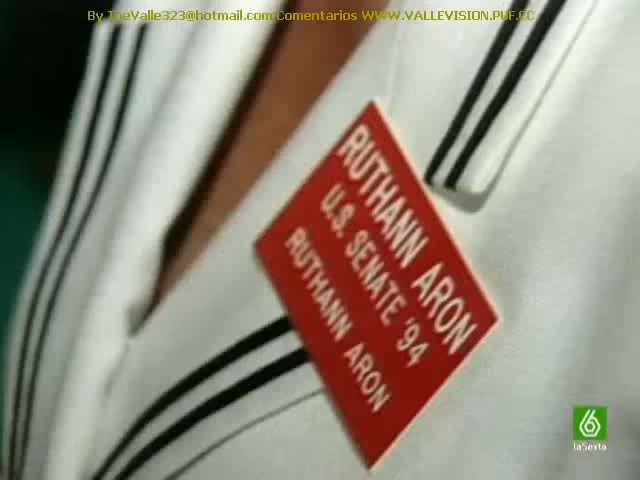 By TheValle323@hotmail.com Comentarios WWW.VALLEVISION.PUF.CC
RUTHANN ARON
U.S. SENATE '94
RUTHANN ARON
6
laSexta